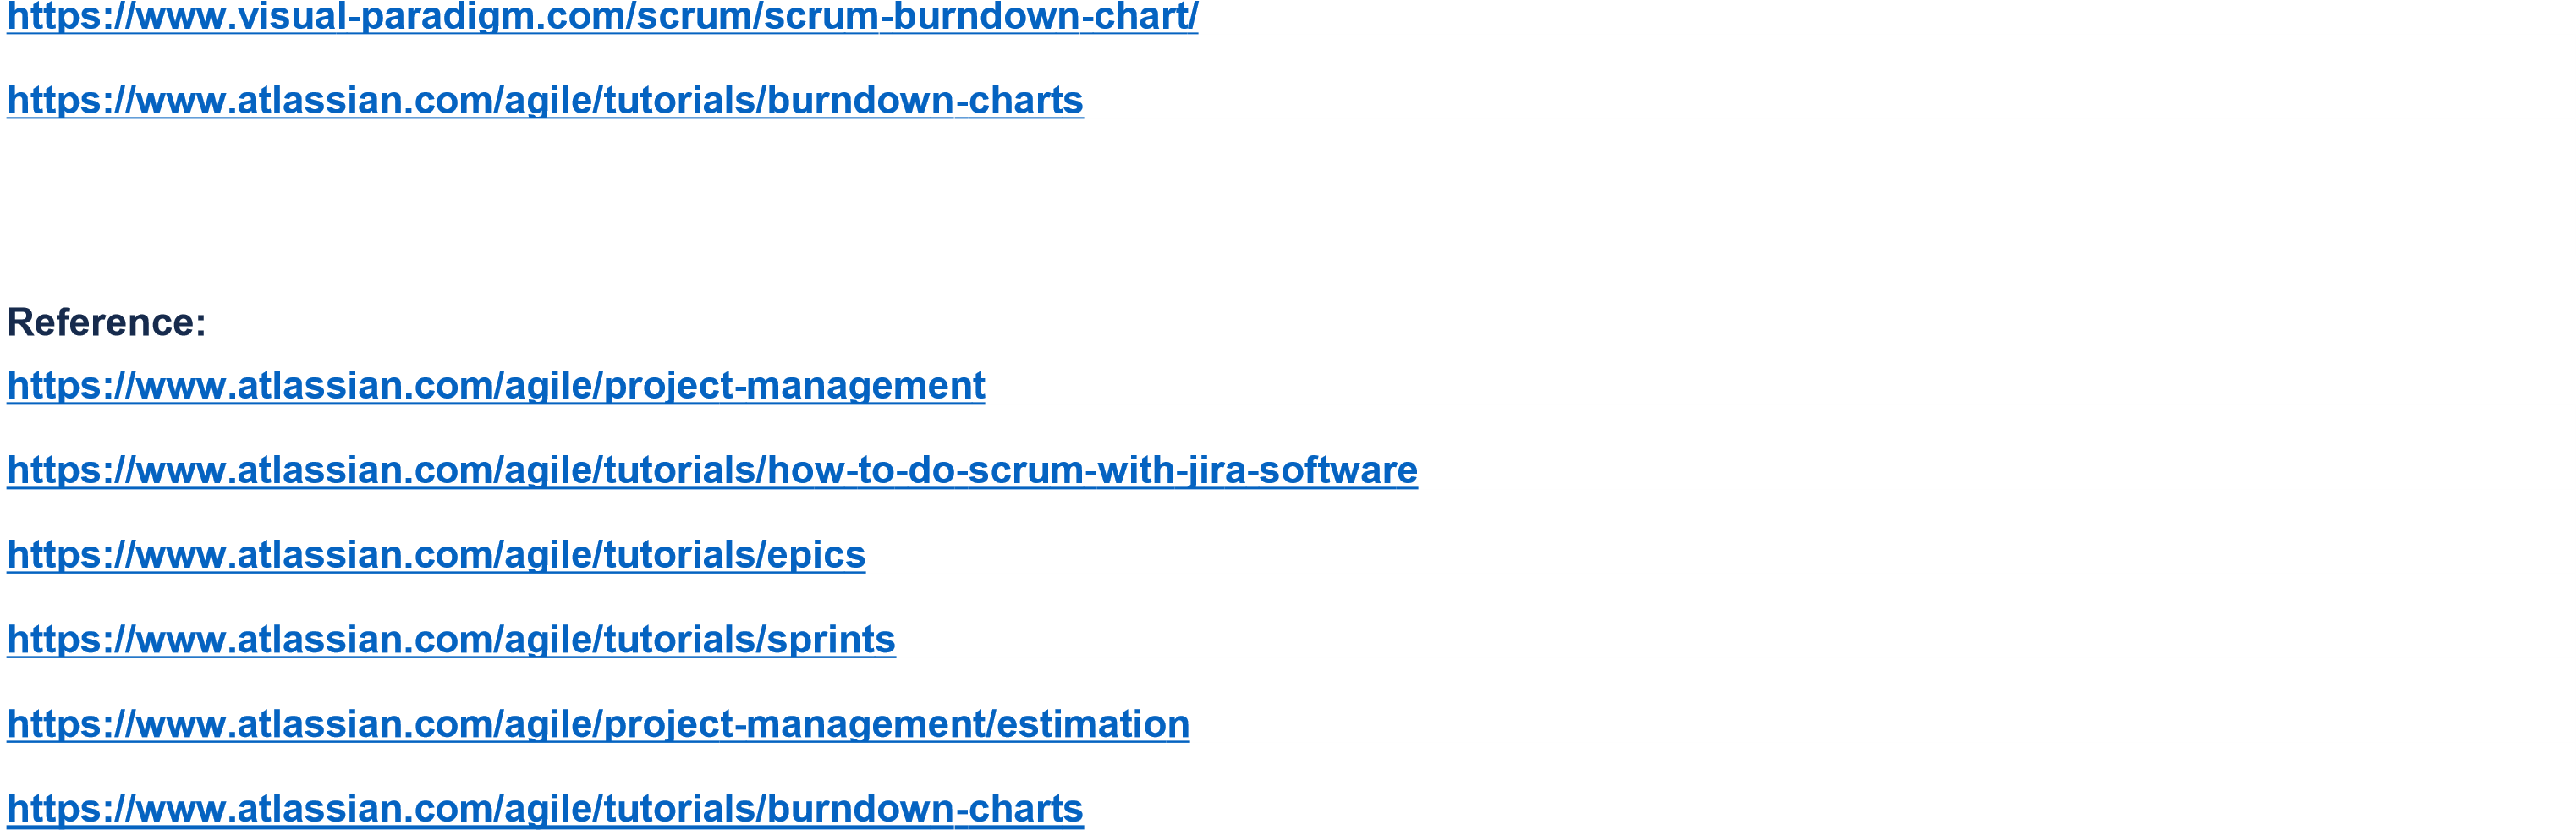 https://www.visual-paradigm.com/scrum/scrum-burndown-chart/
https://www.atlassian.com/agile/tutorials/burndown-charts
Reference:
https://www.atlassian.com/agile/project-management
https://www.atlassian.com/agile/tutorials/how-to-do-scrum-with-jira-software
https://www.atlassian.com/agile/tutorials/epics
https://www.atlassian.com/agile/tutorials/sprints
https://www.atlassian.com/agile/project-management/estimation
https://www.atlassian.com/agile/tutorials/burndown-charts